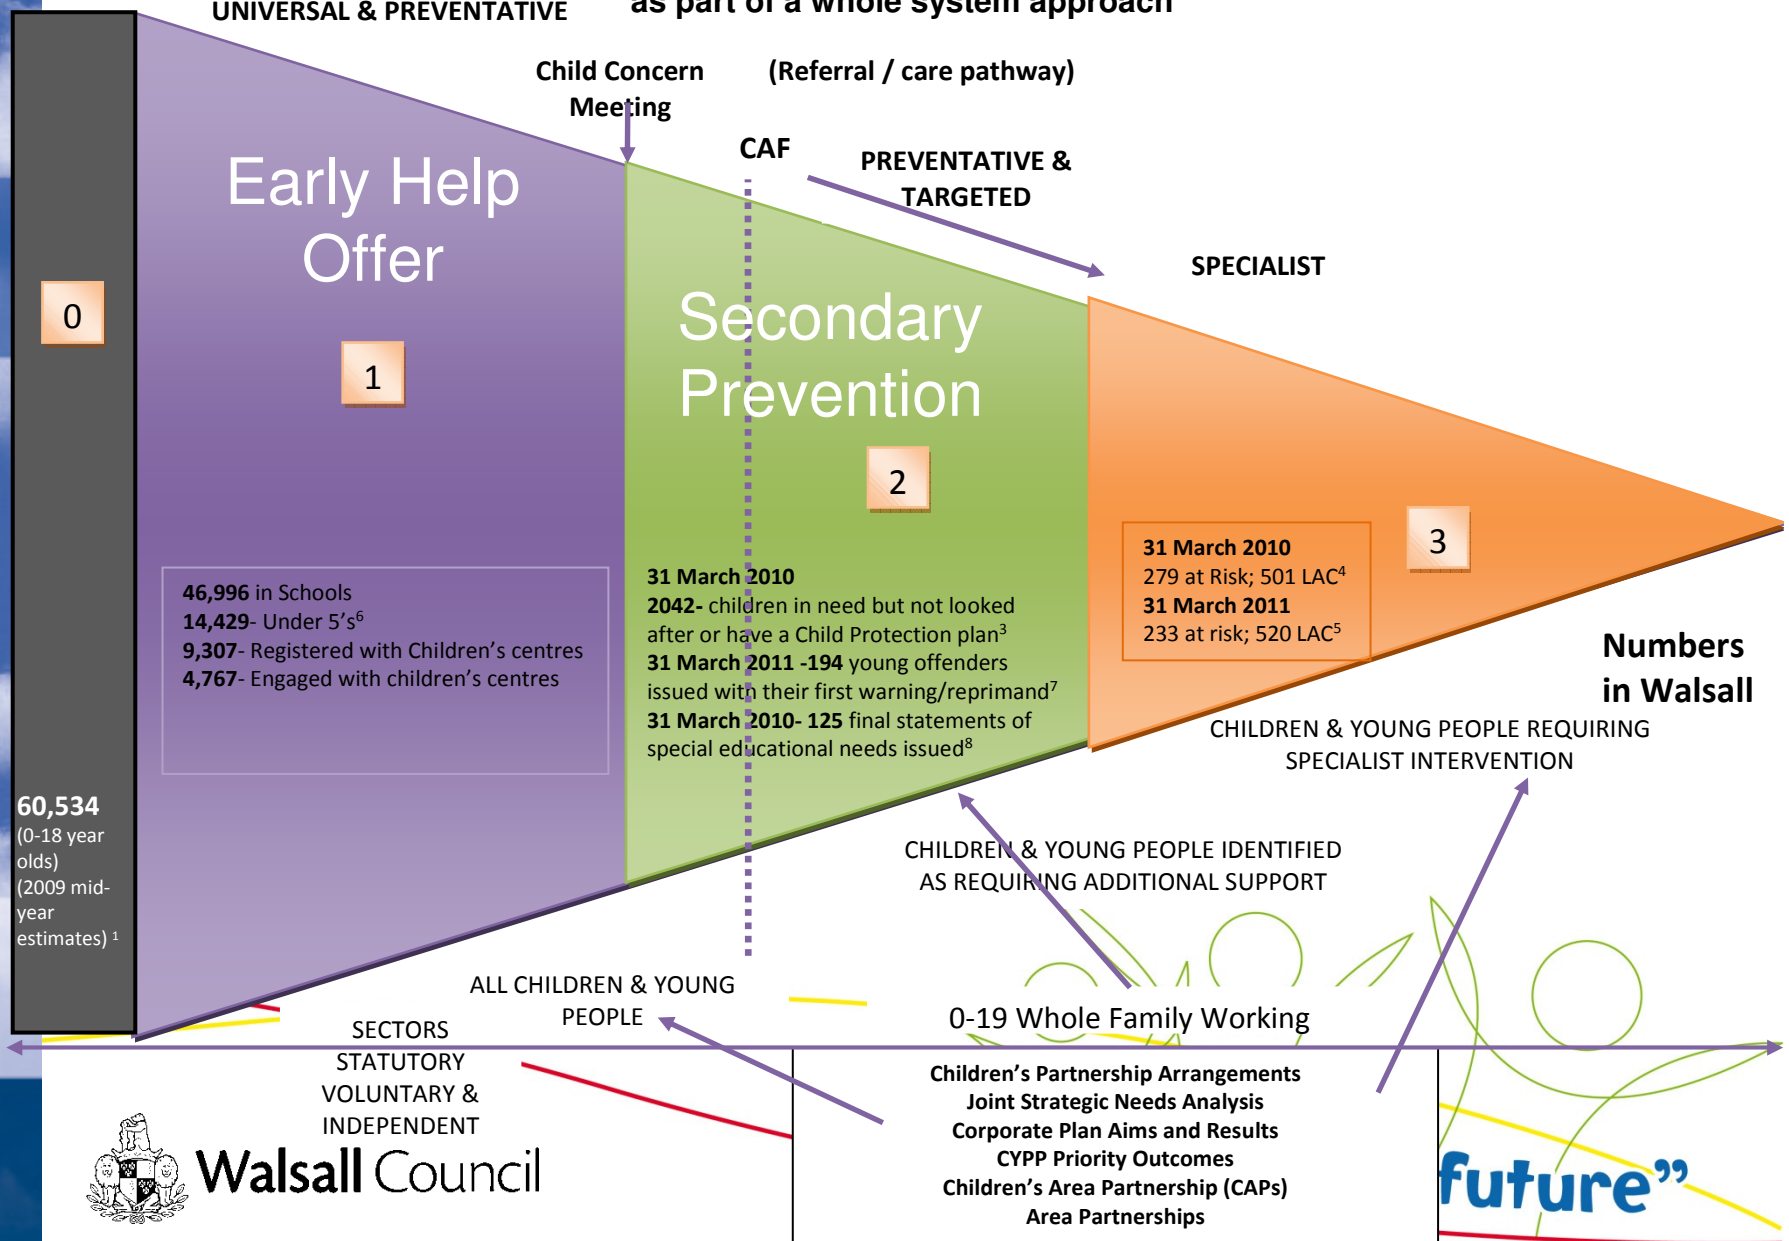 UNIVERSAL & PREVENTATIVE
as part of a whole system approach
Child Concern
Meeting
(Referral / care pathway)
CAF
PREVENTATIVE &
TARGETED
SPECIALIST
Early Help
Offer
Secondary
Prevention
0
1
2
3
46,996 in Schools
14,429- Under 5’s6
9,307- Registered with Children’s centres
4,767- Engaged with children’s centres
31 March 2010
2042- children in need but not looked
after or have a Child Protection plan3
31 March 2011 -194 young offenders
issued with their first warning/reprimand7
31 March 2010- 125 final statements of
special educational needs issued8
31 March 2010
279 at Risk; 501 LAC4
31 March 2011
233 at risk; 520 LAC5
Numbers
in Walsall
60,534
(0-18 year
olds)
(2009 mid-
year
estimates) 1
CHILDREN & YOUNG PEOPLE REQUIRING
SPECIALIST INTERVENTION
CHILDREN & YOUNG PEOPLE IDENTIFIED
AS REQUIRING ADDITIONAL SUPPORT
ALL CHILDREN & YOUNG
PEOPLE
0-19 Whole Family Working
SECTORS
STATUTORY
VOLUNTARY &
INDEPENDENT
Children’s Partnership Arrangements
Joint Strategic Needs Analysis
Corporate Plan Aims and Results
CYPP Priority Outcomes
Children’s Area Partnership (CAPs)
Area Partnerships
Walsall Council
future”